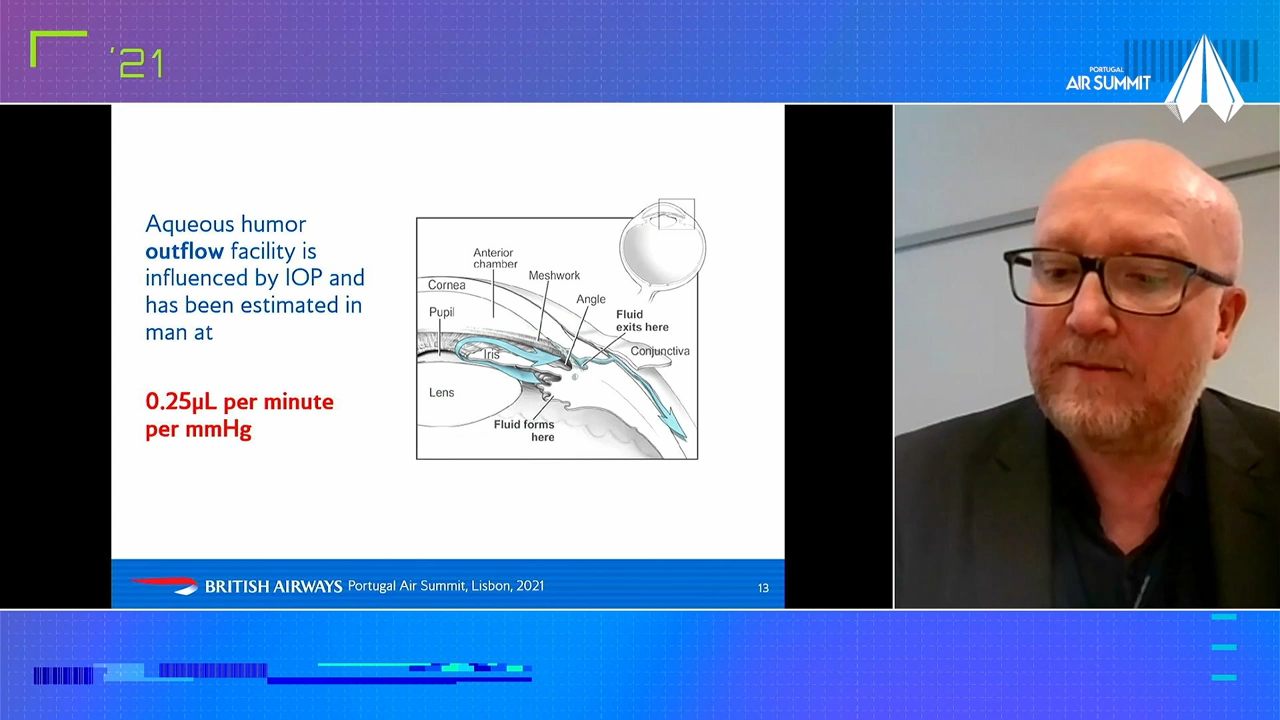 '21
PORTUGAL
AIR SUMMIT
Aqueous humor
outflow facility is
influenced by IOP and
has been estimated in
man at
0.25µL per minute
per mmHg
Anterior
chamber
Meshwork
Cornea
Angle
Pupil
Fluid
exits here
Iris
Conjunctiva
Lens
Fluid forms
here
BRITISH AIRWAYS Portugal Air Summit, Lisbon, 2021
13